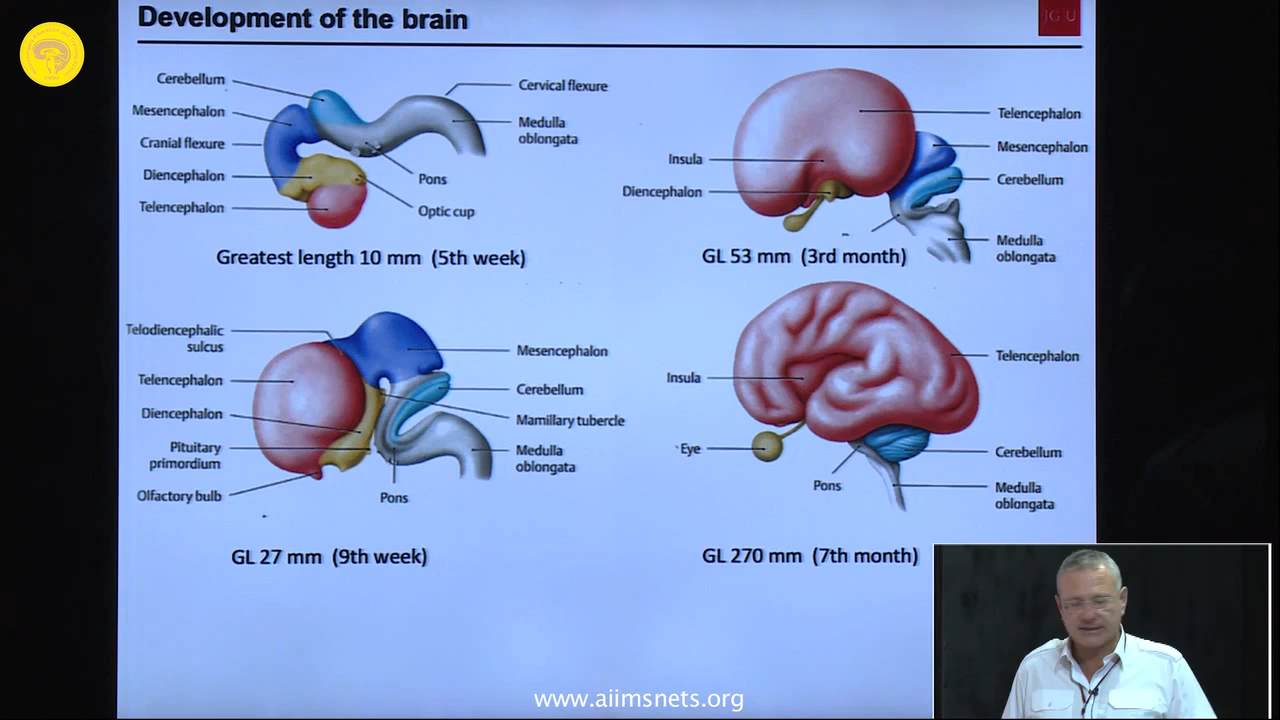 Development of the brain
JG|U
Cerebellum
Mesencephalon
Cranial flexure
Diencephalon
Telencephalon
Cervical flexure
Medulla
oblongata
Pons
Optic cup
Greatest length 10 mm (5th week)
Insula
Diencephalon
Telencephalon
Mesencephalon
Cerebellum
Medulla
oblongata
GL 53 mm (3rd month)
Telodiencephalic
sulcus
Telencephalon
Diencephalon
Pituitary
primordium
Olfactory bulb
Mesencephalon
Cerebellum
Mamillary tubercle
Medulla
oblongata
Pons
GL 27 mm (9th week)
Insula
Eye
Pons
Telencephalon
Cerebellum
Medulla
oblongata
GL 270 mm (7th month)
www.aiimsnets.org